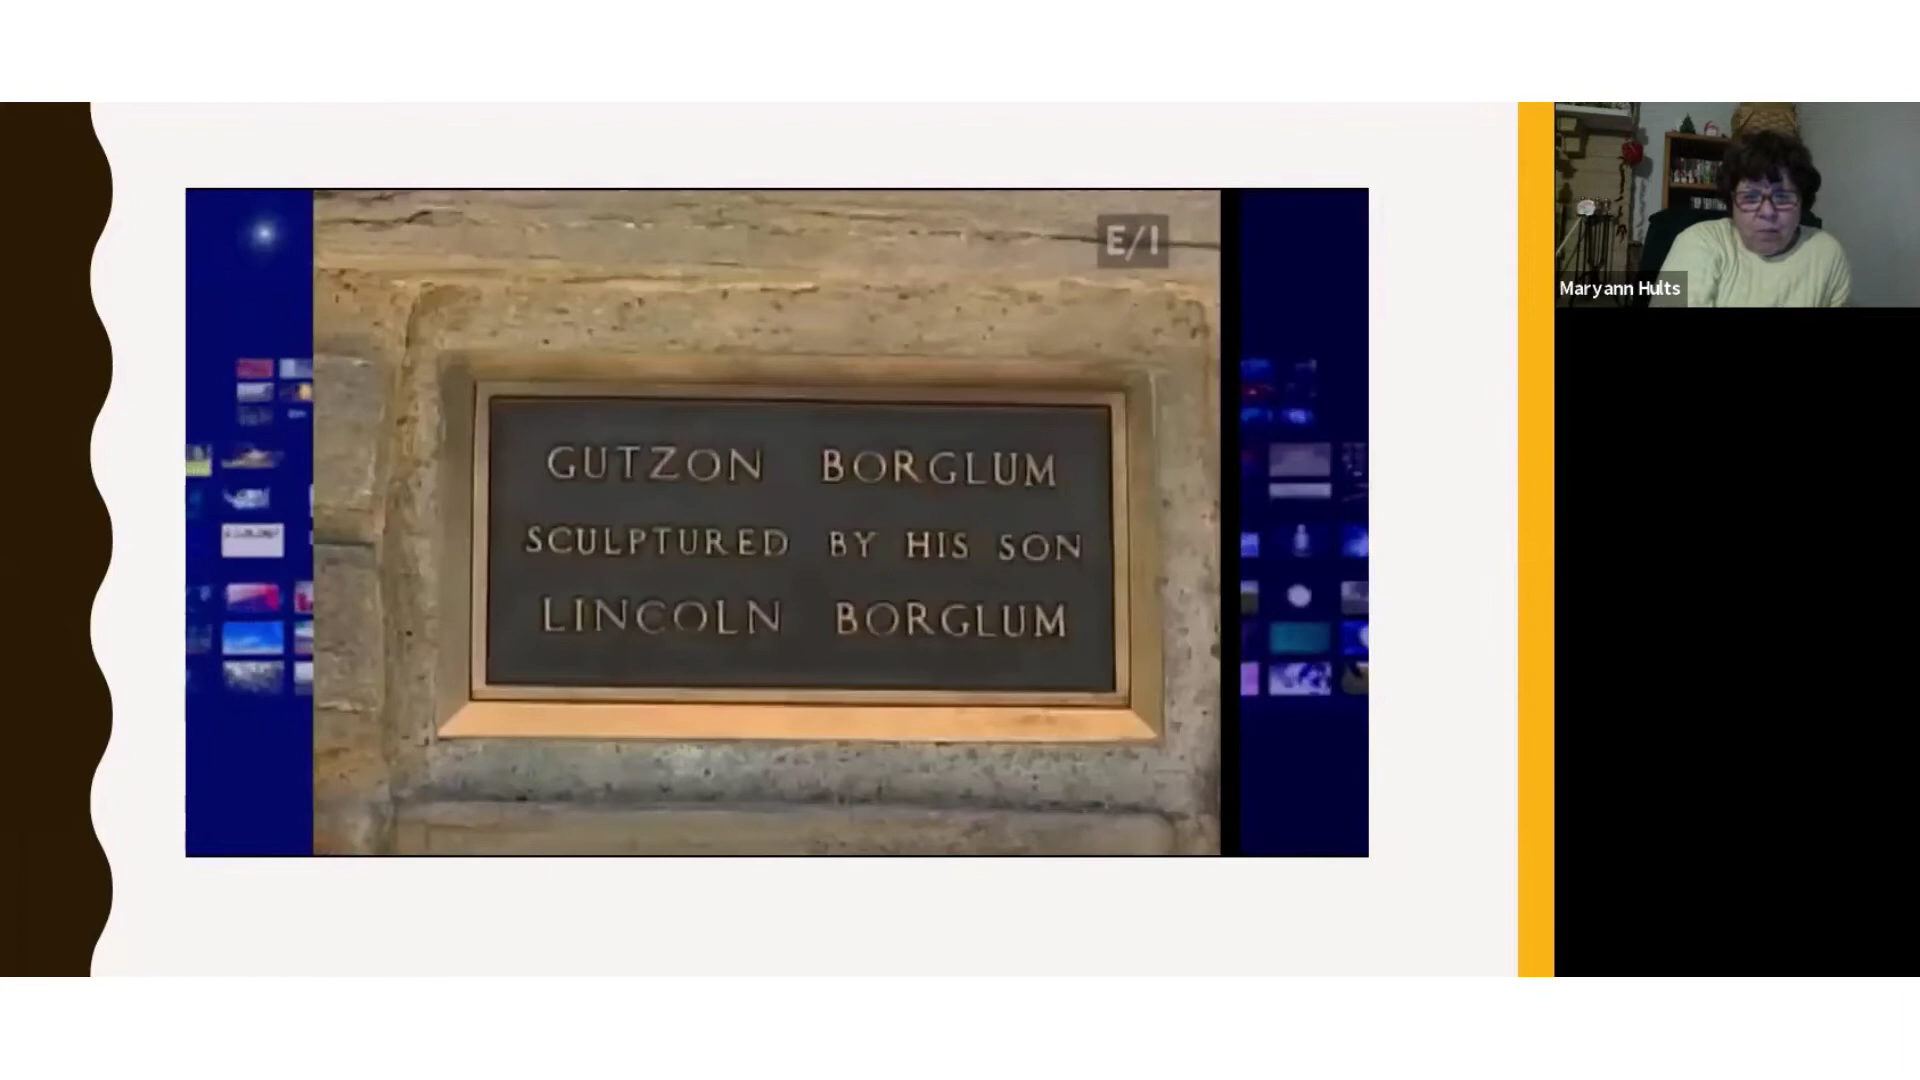 E/I
GUTZON BORGLUM
SCULPTURED BY HIS SON
LINCOLN BORGLUM
Maryann Hults